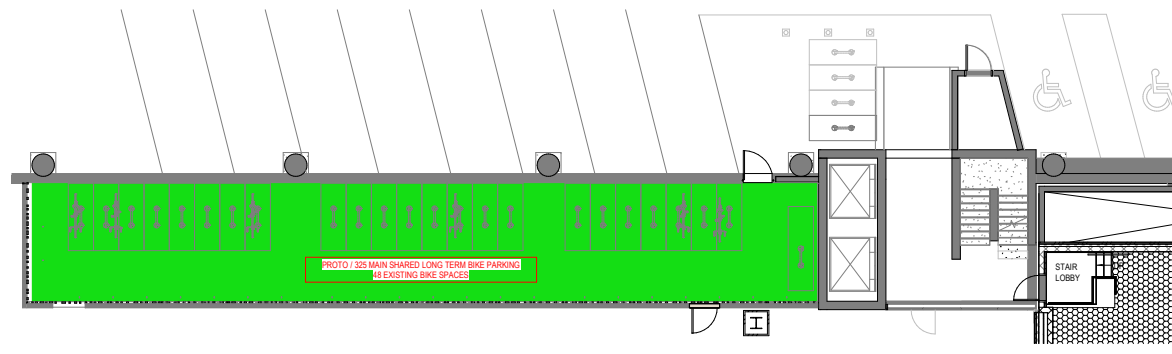 PROTO / 325 MAIN SHARED LONG TERM BIKE PARKING
48 EXISTING BIKE SPACES
STAIR
LOBBY